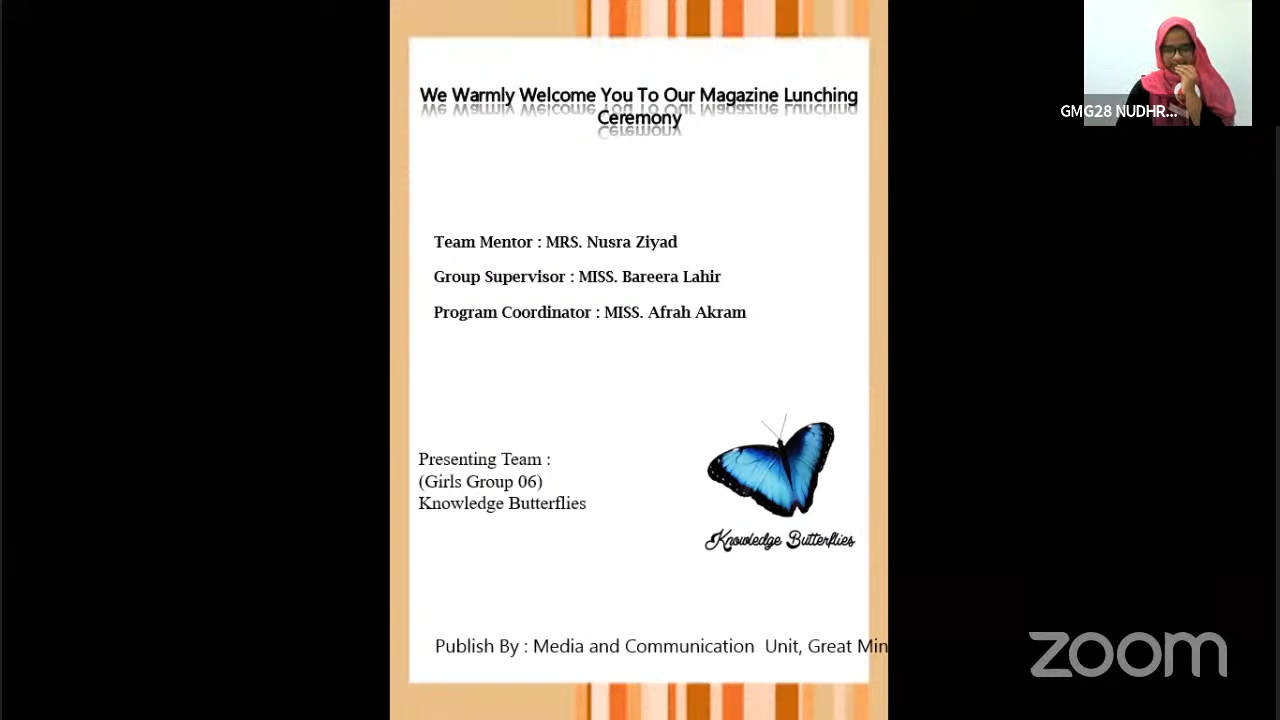 We Warmly Welcome You To Our Magazine Lunching
Ceremony
GMG28 NUDHR...
Team Mentor : MRS. Nusra Ziyad
Group Supervisor : MISS. Bareera Lahir
Program Coordinator : MISS. Afrah Akram
Presenting Team :
(Girls Group 06)
Knowledge Butterflies
Knowledge Butterflies
Publish By : Media and Communication Unit, Great Min
zoom